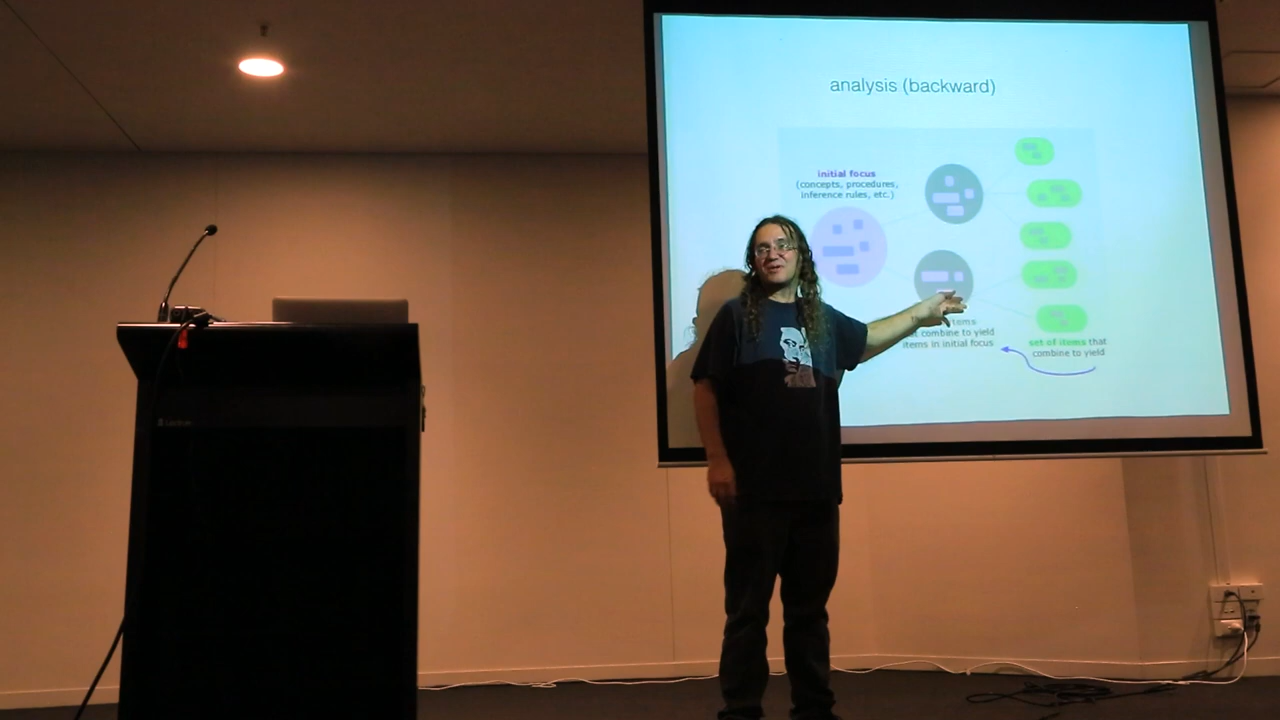 analysis (backward)
initial focus
(concepts, procedures,
inference rules, etc.)
items
combine to yield
items in initial focus
set of items that
combine to yield